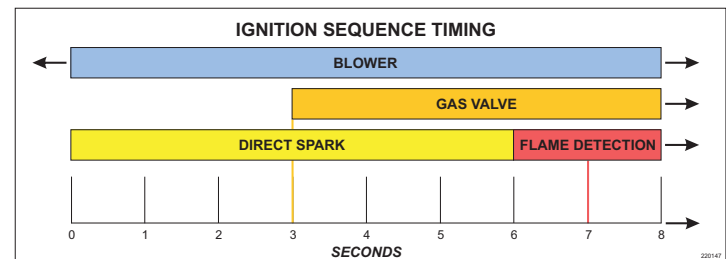 IGNITION SEQUENCE TIMING
BLOWER
GAS VALVE
DIRECT SPARK FLAME DETECTION
0 1 2 3 4 5 6 7 8
SECONDS
220147